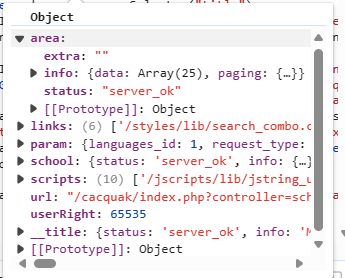 Object
area:
extra: ""
info: {data: Array(25), paging: {…}}
status: "server_ok"
[[Prototype]]: Object
links: (6) ['/styles/lib/search_combo.
param: {languages_id: 1, request_type:
school: {status: 'server_ok', info: {…}
scripts: (10) ['/jscripts/lib/jstring_u
url: "/cacquak/index.php?controller=sch
userRight: 65535
__title: {status: 'server_ok', info: '
[[Prototype]]: Object